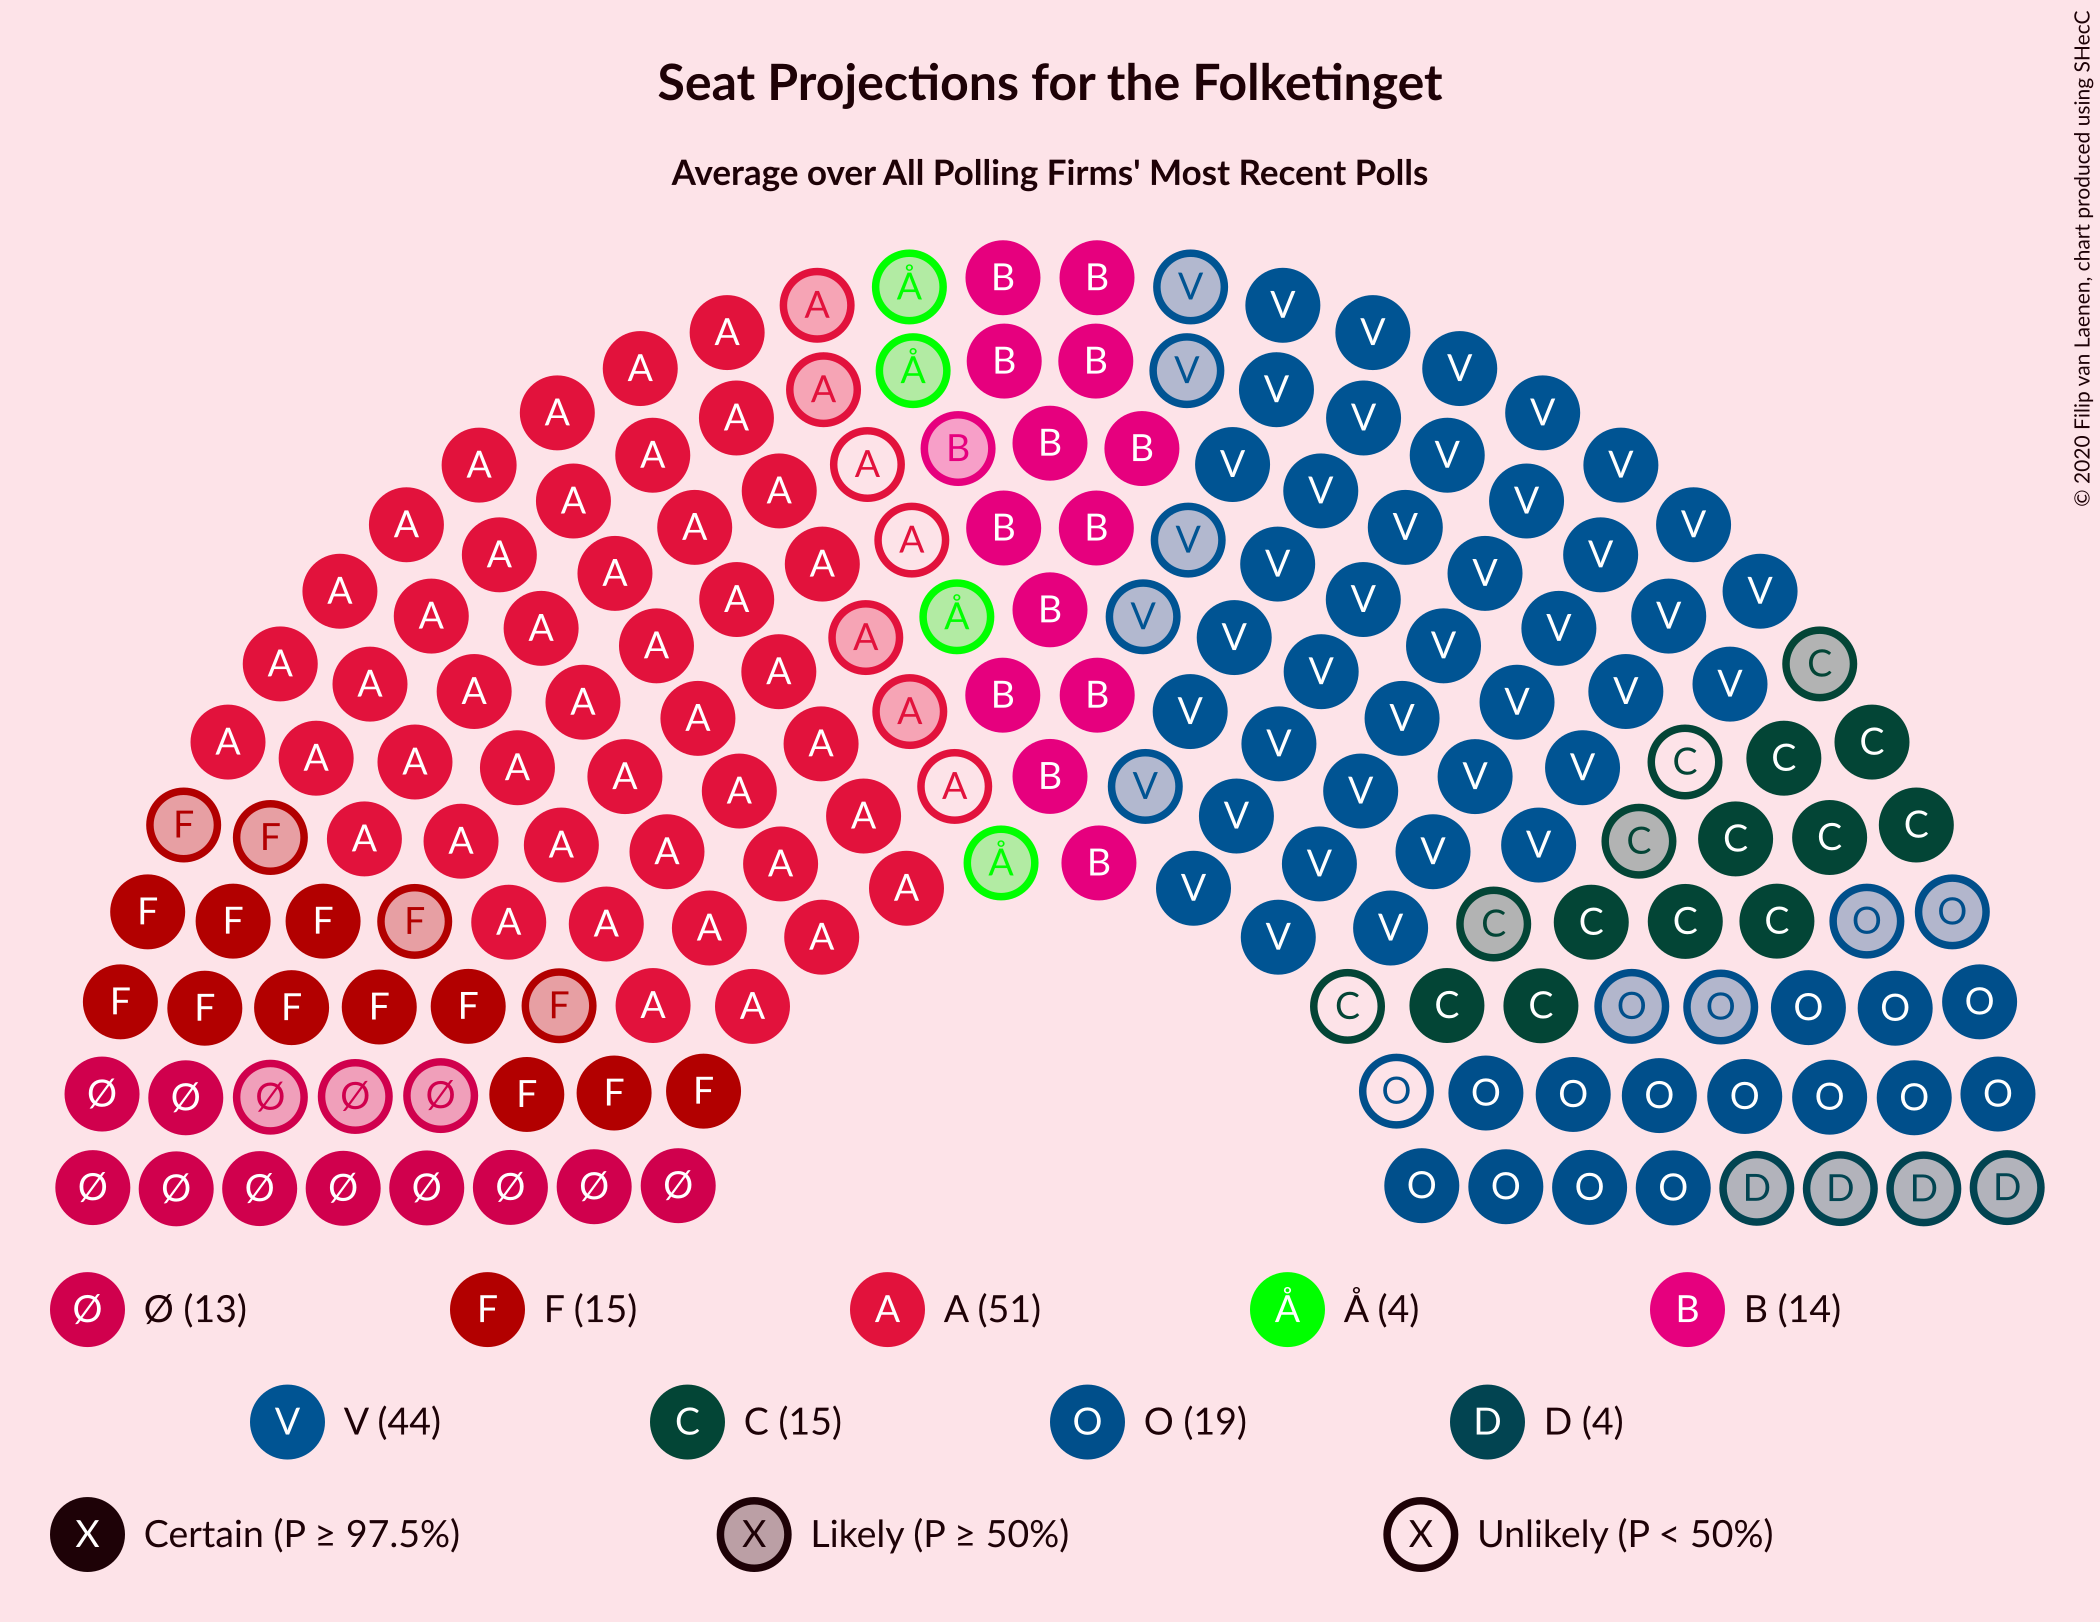 Seat Projections for the Folketinget
Average over All Polling Firms' Most Recent Polls
© 2020 Filip van Laenen, chart produced using SHecC
A Å B B V V
A Å B B V V
A A V V
A A B B B V V
A A A V V V
A A V V
A A A B B V V V
A A A V V V
A A Å B V V V
A A A V V V
A A A V V C
A A A A A B B V V V V V
A A A A A A A B V V V V C C C
A A V V
F F A A A A A A Å B V V V V C C C C
F F F F A A A A V V C C C C O O
F F F F F F A A C C C O O O O O
Ø Ø Ø Ø Ø F F F O O O O O O O O
Ø Ø Ø Ø Ø Ø Ø Ø O O O O D D D D
Ø Ø (13) F F (15) A A (51) Å Å (4) B B (14)
V V (44) C C (15) O O (19) D D (4)
X Certain (P ≥ 97.5%) X Likely (P ≥ 50%) X Unlikely (P < 50%)